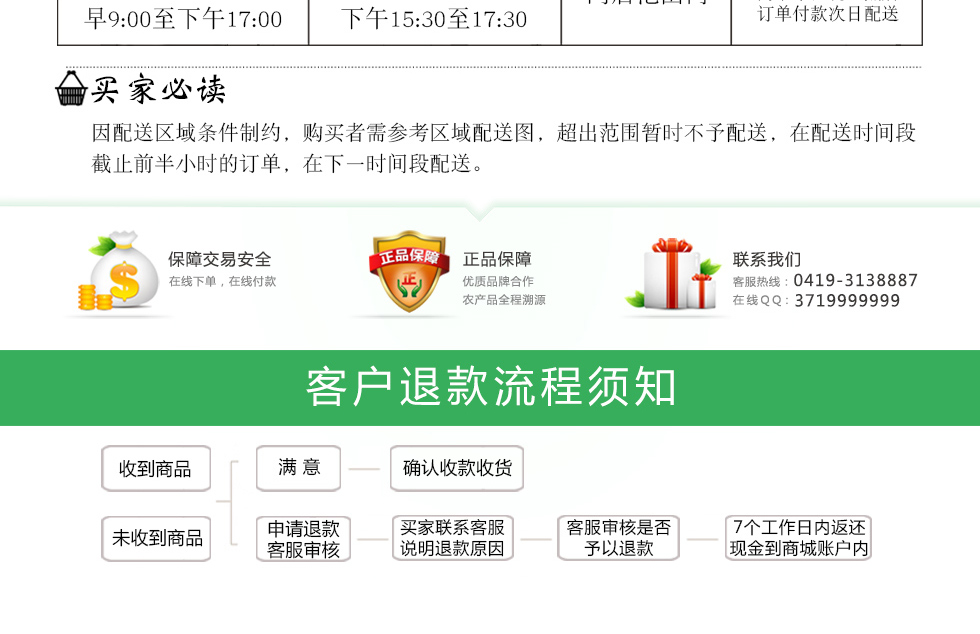 早9:00至下午17:00
下午15:30至17:30
订单付款次日配送
买家必读
因配送区域条件制约，购买者需参考区域配送图，超出范围暂时不予配送，在配送时间段
截止前半小时的订单，在下一时间段配送。
保障交易安全
在线下单，在线付款
正品保障
正
正品保障
优质品牌合作
农产品全程溯源
联系我们
客服热线：0419-3138887
在线QQ：3719999999
客户退款流程须知
收到商品
满 意
确认收款收货
未收到商品
申请退款
客服审核
买家联系客服
说明退款原因
客服审核是否
予以退款
7个工作日内返还
现金到商城账户内